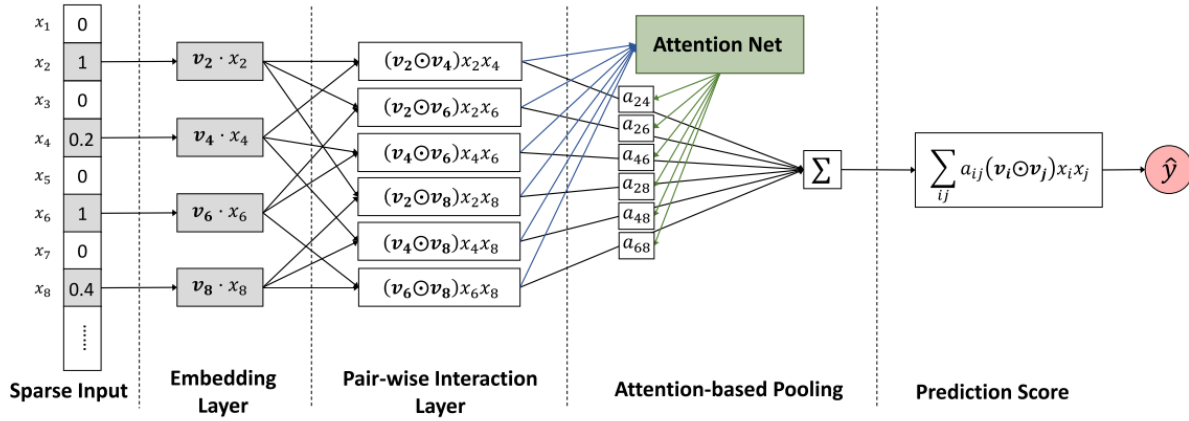 x₁ 0
x₂ 1
x₃ 0
x₄ 0.2
x₅ 0
x₆ 1
x₇ 0
x₈ 0.4
......
Sparse Input
v₂ · x₂
v₄ · x₄
v₆ · x₆
v₈ · x₈
Embedding
Layer
(v₂⊙v₄)x₂x₄
(v₂⊙v₆)x₂x₆
(v₄⊙v₆)x₄x₆
(v₂⊙v₈)x₂x₈
(v₄⊙v₈)x₄x₈
(v₆⊙v₈)x₆x₈
Pair-wise Interaction
Layer
Attention Net
a₂₄
a₂₆
a₄₆
a₂₈
a₄₈
a₆₈
∑
Attention-based Pooling
∑ᵢⱼ aᵢⱼ(vᵢ⊙vⱼ)xᵢxⱼ
ŷ
Prediction Score